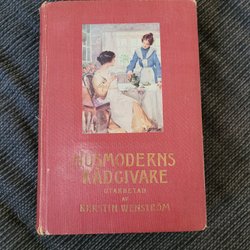 HUSMODERNS
RÅDGIVARE
UTARBETAD
AV
KERSTIN WENSTRÖM